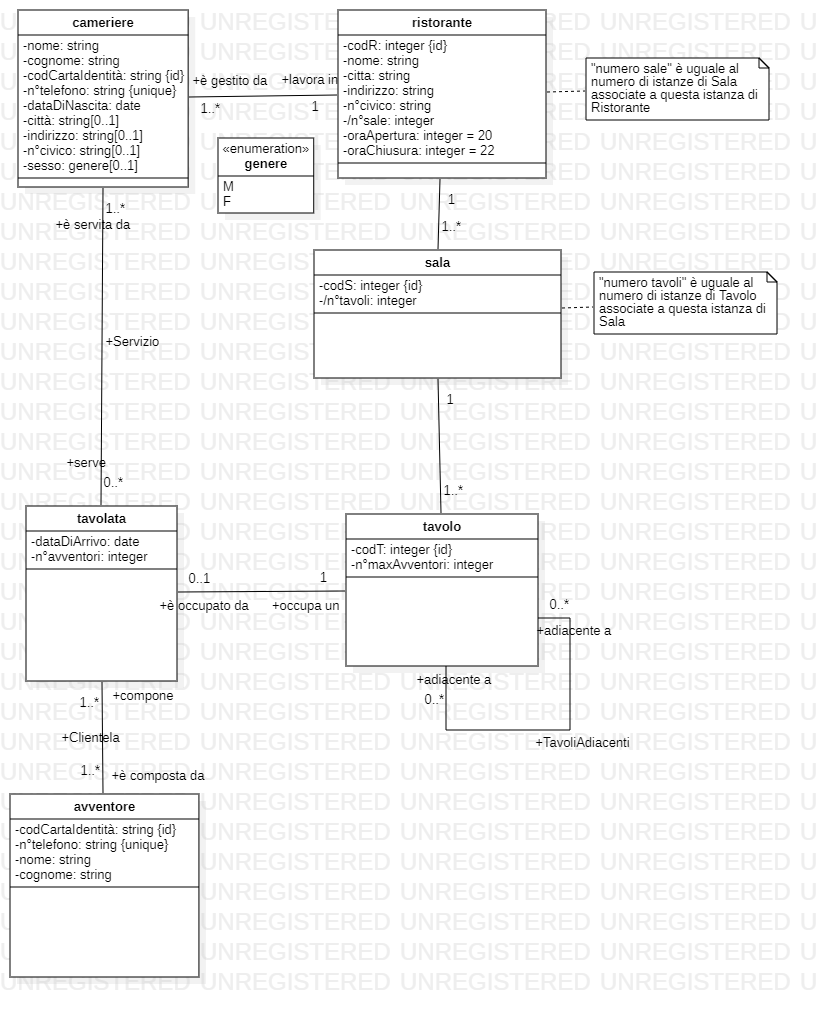 cameriere
-nome: string
-cognome: string
-codCartaIdentità: string {id}
-n°telefono: string {unique}
-dataDiNascita: date
-città: string[0..1]
-indirizzo: string[0..1]
-n°civico: string[0..1]
-sesso: genere[0..1]
+è gestito da
+lavora in
1..*
1
ristorante
-codR: integer {id}
-nome: string
-citta: string
-indirizzo: string
-n°civico: string
-/n°sale: integer
-oraApertura: integer = 20
-oraChiusura: integer = 22
"numero sale" è uguale al
numero di istanze di Sala
associate a questa istanza di
Ristorante
«enumeration»
genere
M
F
1..*
+è servita da
1
1..*
sala
-codS: integer {id}
-/n°tavoli: integer
"numero tavoli" è uguale al
numero di istanze di Tavolo
associate a questa istanza di
Sala
+Servizio
1
+serve
0..*
1..*
tavolata
-dataDiArrivo: date
-n°avventori: integer
tavolo
-codT: integer {id}
-n°maxAvventori: integer
0..1
1
+è occupato da
+occupa un
0..*
+adiacente a
+adiacente a
0..*
+TavoliAdiacenti
+compone
1..*
+Clientela
1..*
+è composta da
avventore
-codCartaIdentità: string {id}
-n°telefono: string {unique}
-nome: string
-cognome: string
UNREGISTERED